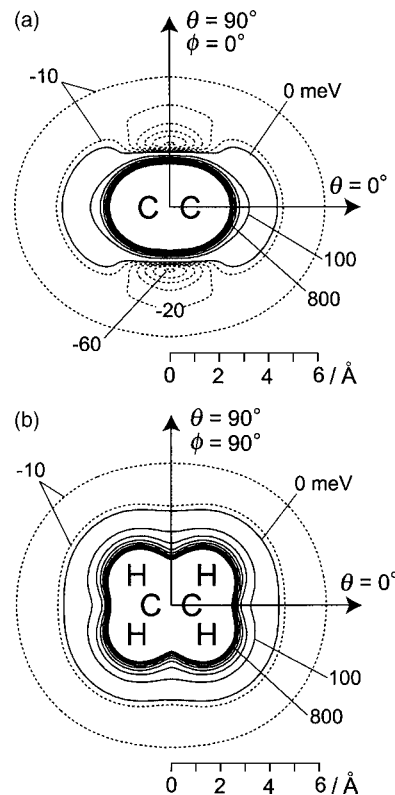 (a)
θ = 90°
ϕ = 0°
-10
0 meV
θ = 0°
C C
100
800
-20
-60
0 2 4 6 / Å
(b)
θ = 90°
ϕ = 90°
-10
0 meV
H H
θ = 0°
C C
H H
100
800
0 2 4 6 / Å